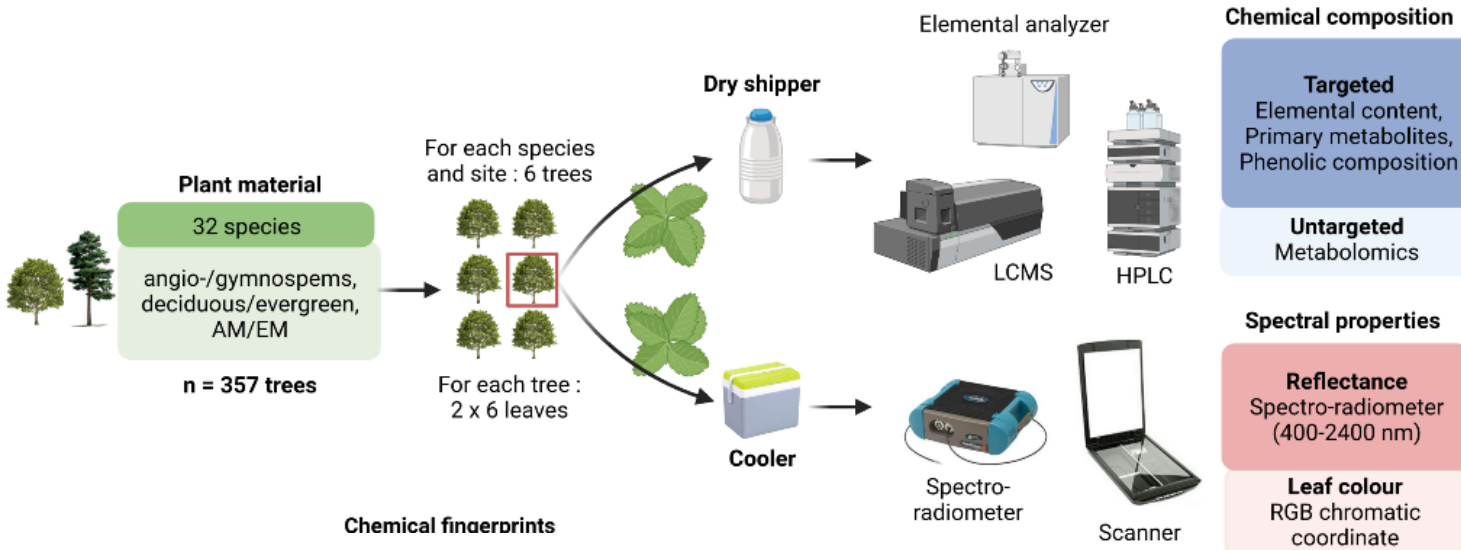 Plant material
32 species
angio-/gymnospems,
deciduous/evergreen,
AM/EM
n = 357 trees
For each species
and site : 6 trees
For each tree :
2 x 6 leaves
Dry shipper
Cooler
Elemental analyzer
LCMS
HPLC
Spectro-
radiometer
Scanner
Chemical composition
Targeted
Elemental content,
Primary metabolites,
Phenolic composition
Untargeted
Metabolomics
Spectral properties
Reflectance
Spectro-radiometer
(400-2400 nm)
Leaf colour
RGB chromatic
coordinate
Chemical fingerprints